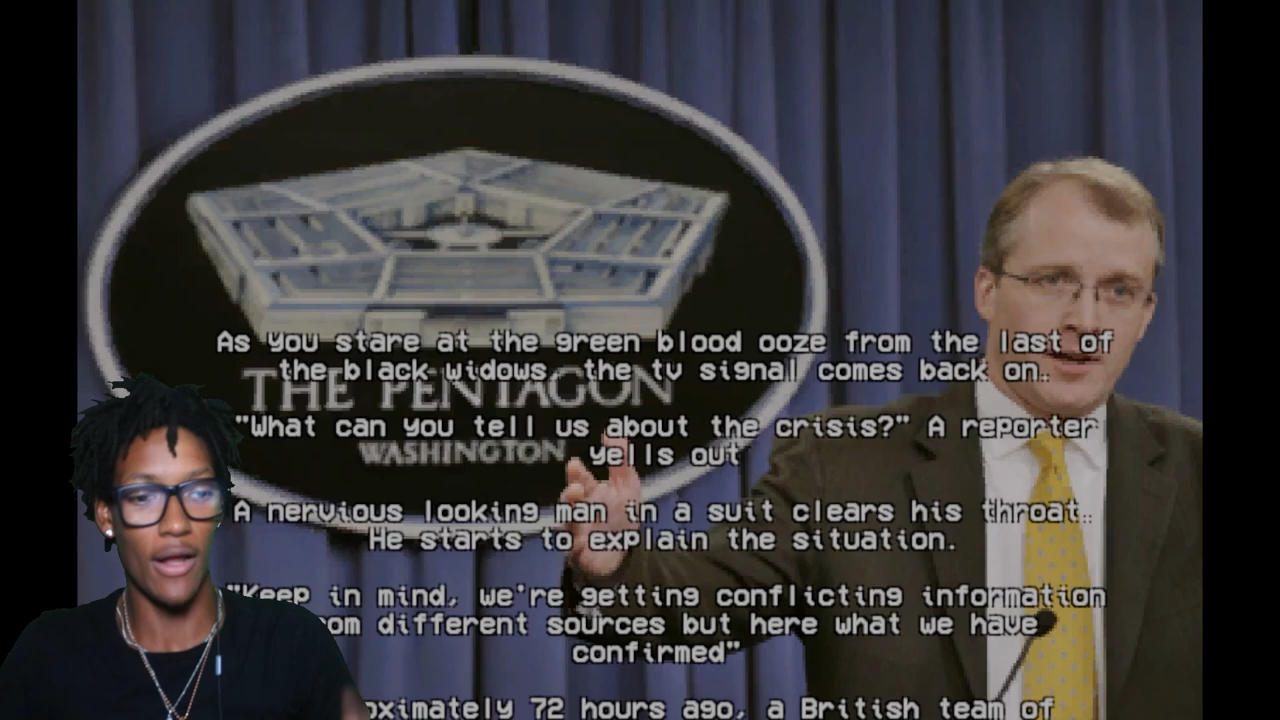 As you stare at the green blood ooze from the last of
the black widows, the tv signal comes back on..
THE PENTAGON
"What can you tell us about the crisis?" A reporter
WASHINGTON
yells out
A nervious looking man in a suit clears his throat..
He starts to explain the situation.
"Keep in mind, we're getting conflicting information
different sources but here what we have
confirmed"
72 hours ago, a British team of